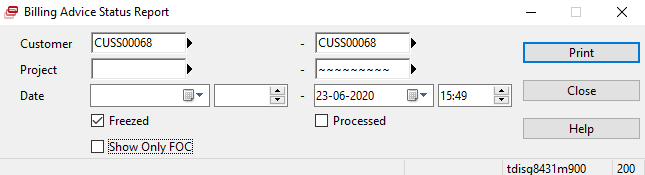 Billing Advice Status Report
Customer CUSS00068 - CUSS00068 Print
Project - ~~~~~~~~~
Close
Date - 23-06-2020 15:49
Freezed Processed Help
Show Only FOC
tdisg8431m900 200